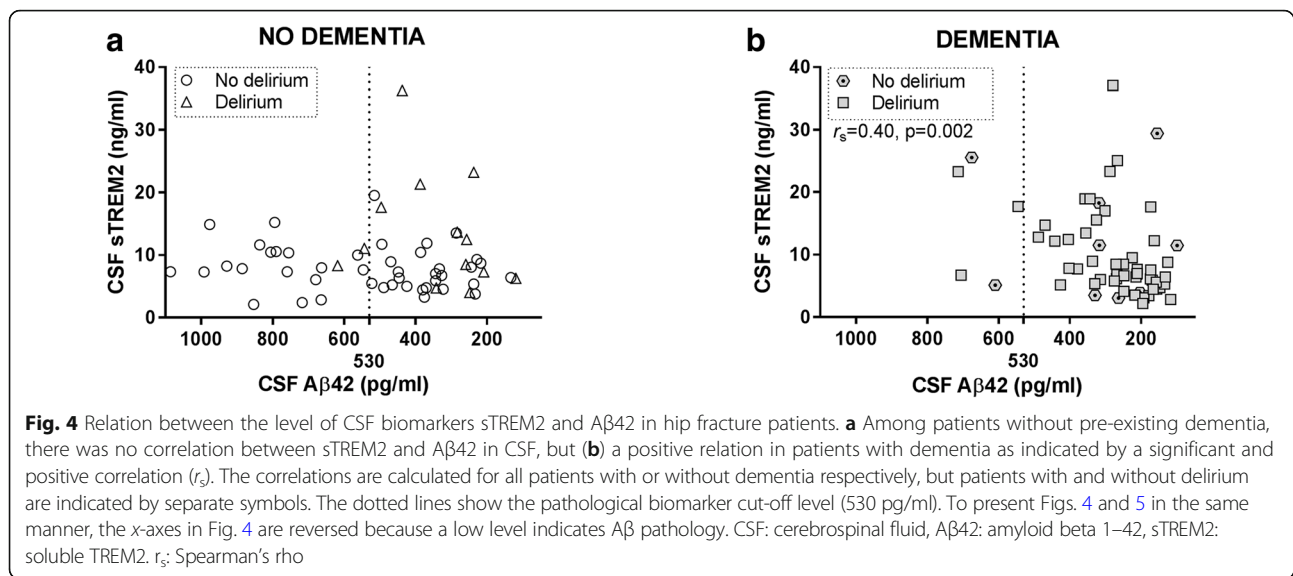 a NO DEMENTIA
40
30
20
10
0
No delirium
Delirium
CSF sTREM2 (ng/ml)
1000 800 600 400 200
530
CSF Aβ42 (pg/ml)
b DEMENTIA
40
30
20
10
0
No delirium
Delirium
rs=0.40, p=0.002
CSF sTREM2 (ng/ml)
1000 800 600 400 200
530
CSF Aβ42 (pg/ml)
Fig. 4 Relation between the level of CSF biomarkers sTREM2 and Aβ42 in hip fracture patients. a Among patients without pre-existing dementia,
there was no correlation between sTREM2 and Aβ42 in CSF, but (b) a positive relation in patients with dementia as indicated by a significant and
positive correlation (rs). The correlations are calculated for all patients with or without dementia respectively, but patients with and without delirium
are indicated by separate symbols. The dotted lines show the pathological biomarker cut-off level (530 pg/ml). To present Figs. 4 and 5 in the same
manner, the x-axes in Fig. 4 are reversed because a low level indicates Aβ pathology. CSF: cerebrospinal fluid, Aβ42: amyloid beta 1–42, sTREM2:
soluble TREM2. rs: Spearman's rho